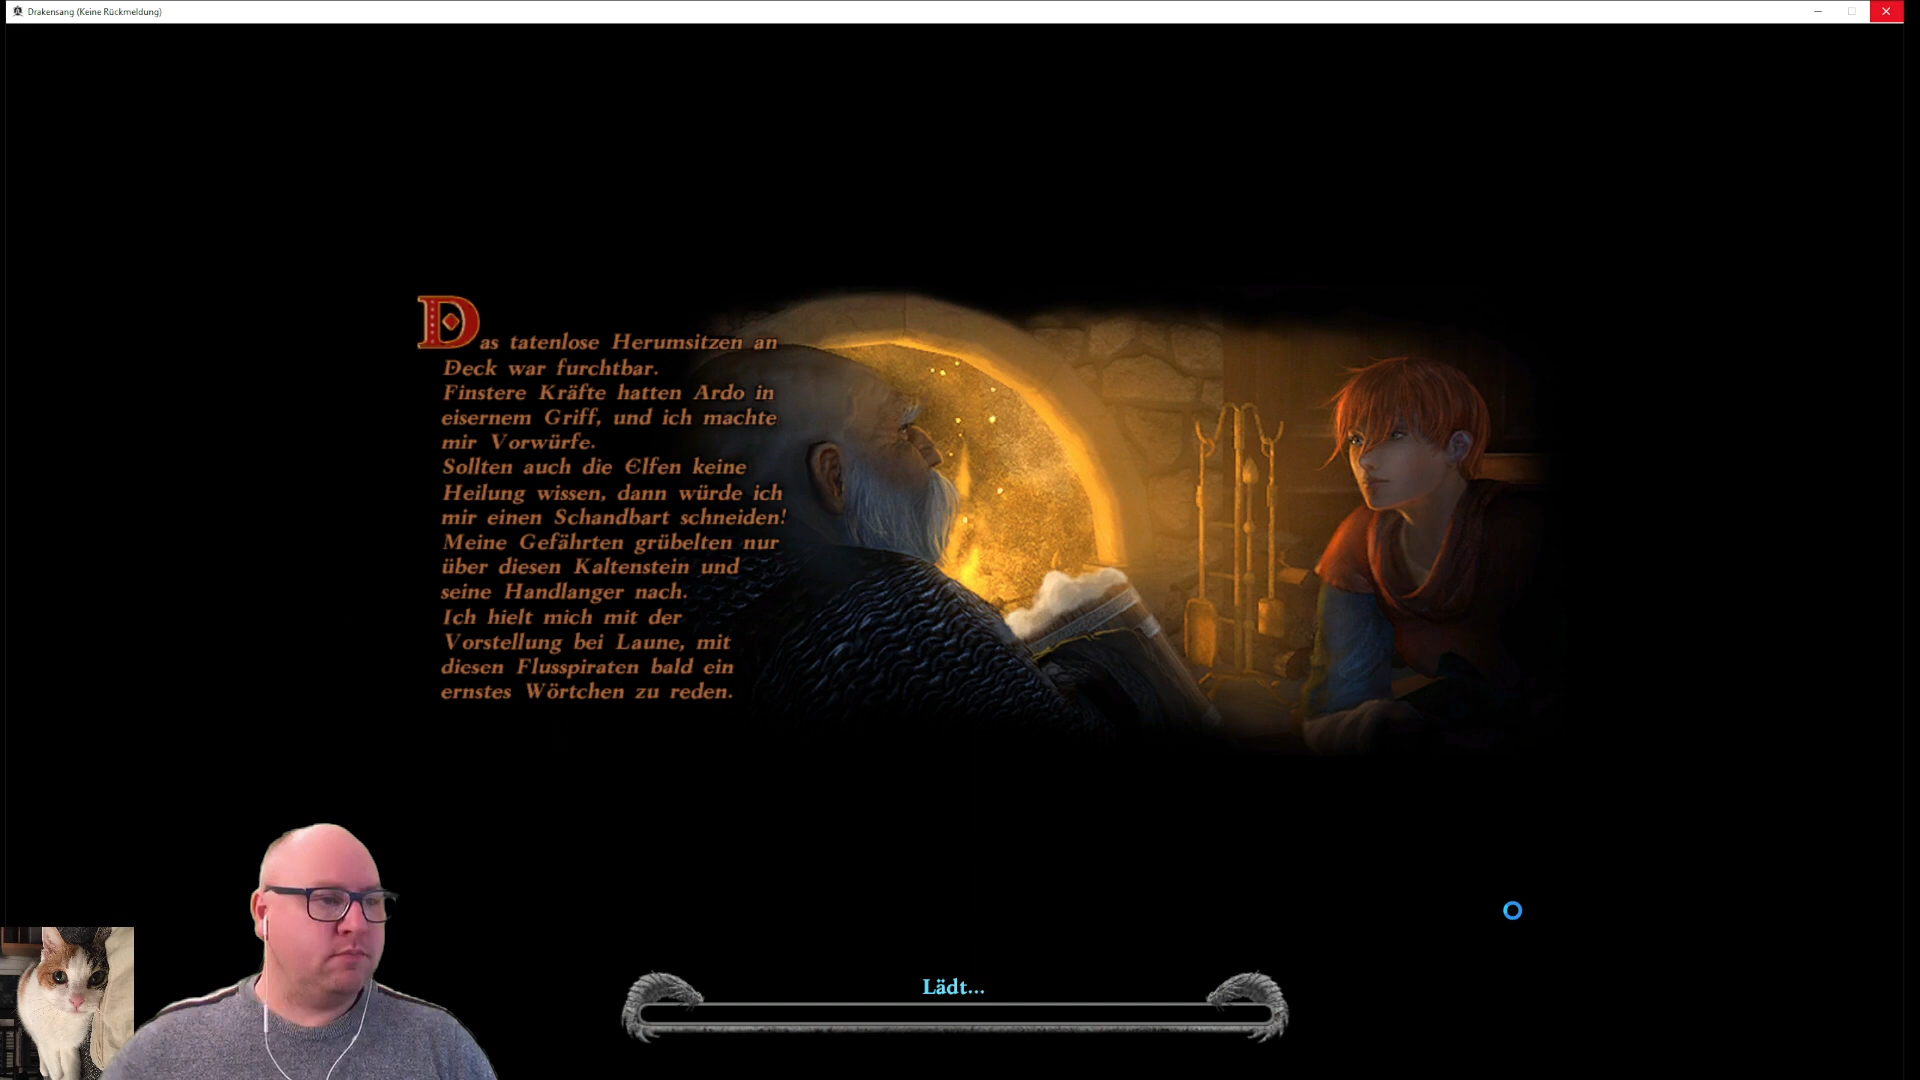 Drakensang (Keine Rückmeldung)
Das tatenlose Herumsitzen an
Deck war furchtbar.
Finstere Kräfte hatten Ardo in
eisernem Griff, und ich machte
mir Vorwürfe.
Sollten auch die Elfen keine
Heilung wissen, dann würde ich
mir einen Schandbart schneiden!
Meine Gefährten grübelten nur
über diesen Kaltenstein und
seine Handlanger nach.
Ich hielt mich mit der
Vorstellung bei Laune, mit
diesen Flusspiraten bald ein
ernstes Wörtchen zu reden.
Lädt...